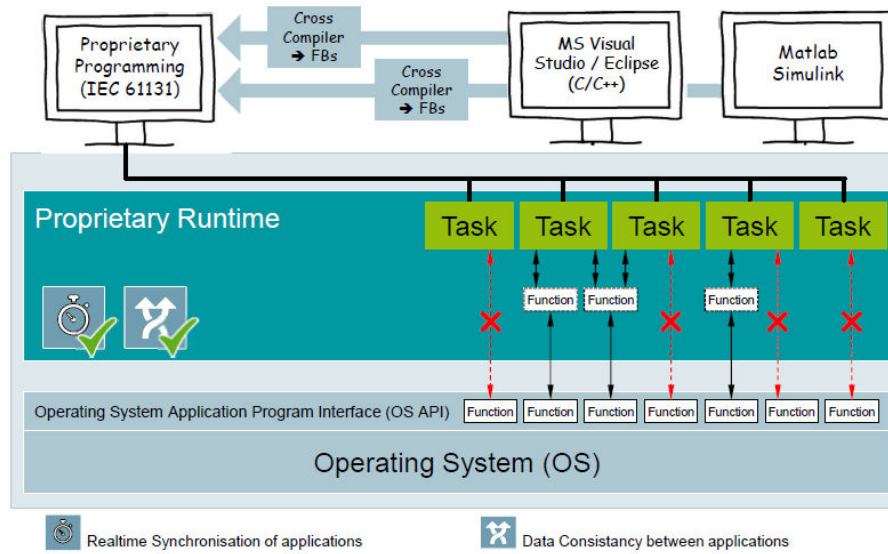 Proprietary
Programming
(IEC 61131)
Cross
Compiler
➔ FBs
Cross
Compiler
➔ FBs
MS Visual
Studio / Eclipse
(C/C++)
Matlab
Simulink
Proprietary Runtime
Task
Task
Task
Task
Task
Function
Function
Function
Operating System Application Program Interface (OS API)
Function
Function
Function
Function
Function
Function
Function
Operating System (OS)
Realtime Synchronisation of applications
Data Consistancy between applications